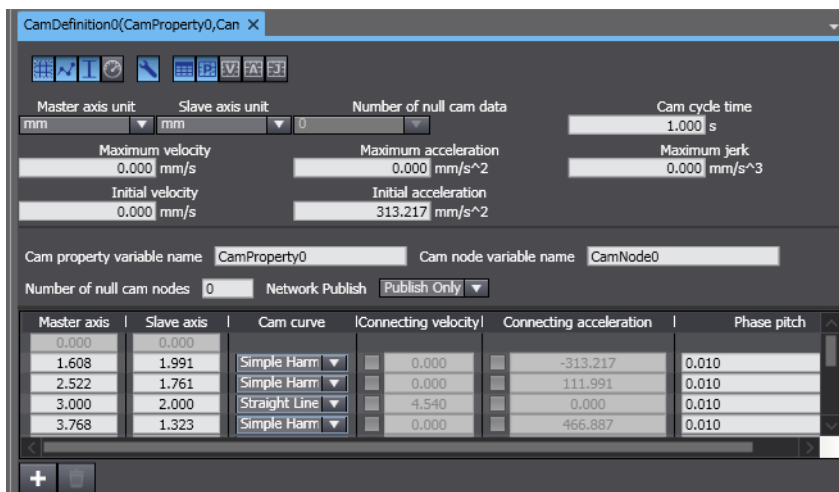 CamDefinition0(CamProperty0,Can X
P V A J
Master axis unit Slave axis unit Number of null cam data Cam cycle time
mm mm 0 1.000 s
Maximum velocity Maximum acceleration Maximum jerk
0.000 mm/s 0.000 mm/s^2 0.000 mm/s^3
Initial velocity Initial acceleration
0.000 mm/s 313.217 mm/s^2
Cam property variable name CamProperty0 Cam node variable name CamNode0
Number of null cam nodes 0 Network Publish Publish Only
Master axis | Slave axis | Cam curve |Connecting velocity| Connecting acceleration | Phase pitch
0.000 0.000
1.608 1.991 Simple Harm 0.000 -313.217 0.010
2.522 1.761 Simple Harm 0.000 111.991 0.010
3.000 2.000 Straight Line 4.540 0.000 0.010
3.768 1.323 Simple Harm 0.000 466.887 0.010